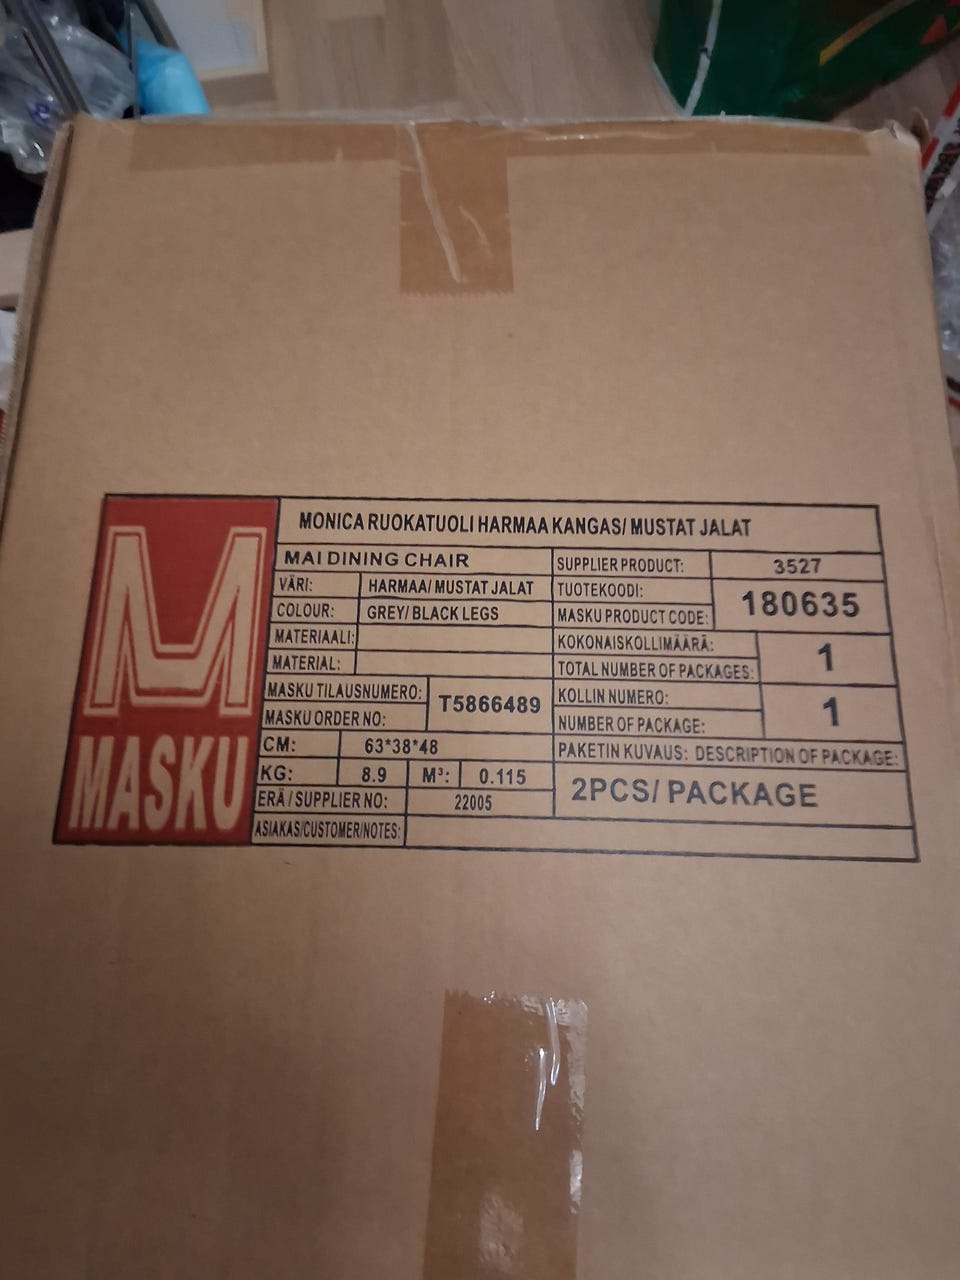 M
MASKU
MONICA RUOKATUOLI HARMAA KANGAS/ MUSTAT JALAT
MAI DINING CHAIR
VÄRI: HARMAA/ MUSTAT JALAT
COLOUR: GREY/ BLACK LEGS
MATERIAALI:
MATERIAL:
MASKU TILAUSNUMERO:
MASKU ORDER NO:
T5866489
CM: 63*38*48
KG: 8.9 M³: 0.115
ERÄ / SUPPLIER NO: 22005
ASIAKAS/CUSTOMER/NOTES:
SUPPLIER PRODUCT: 3527
TUOTEKOODI:
MASKU PRODUCT CODE:
180635
KOKONAISKOLLIMÄÄRÄ:
TOTAL NUMBER OF PACKAGES:
1
KOLLIN NUMERO:
NUMBER OF PACKAGE:
1
PAKETIN KUVAUS: DESCRIPTION OF PACKAGE:
2PCS/ PACKAGE